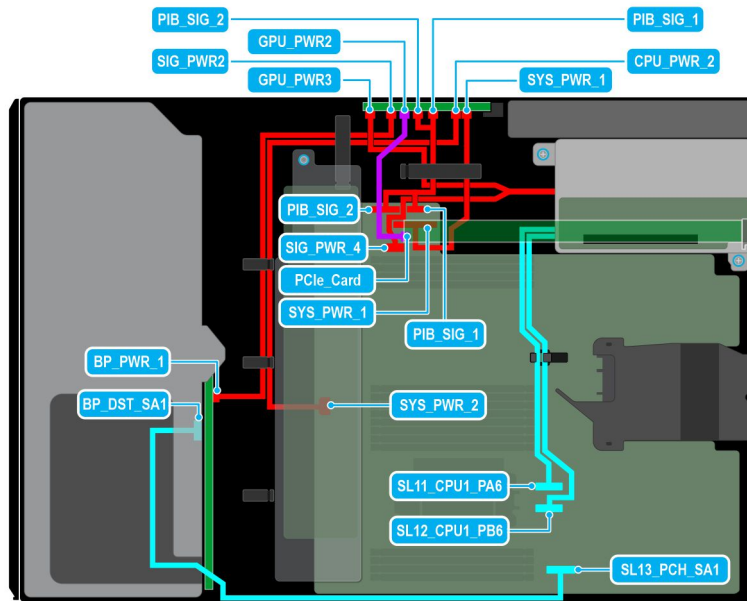 PIB_SIG_2
PIB_SIG_1
GPU_PWR2
SIG_PWR2
CPU_PWR_2
GPU_PWR3
SYS_PWR_1
PIB_SIG_2
SIG_PWR_4
PCIe_Card
SYS_PWR_1
PIB_SIG_1
BP_PWR_1
BP_DST_SA1
SYS_PWR_2
SL11_CPU1_PA6
SL12_CPU1_PB6
SL13_PCH_SA1